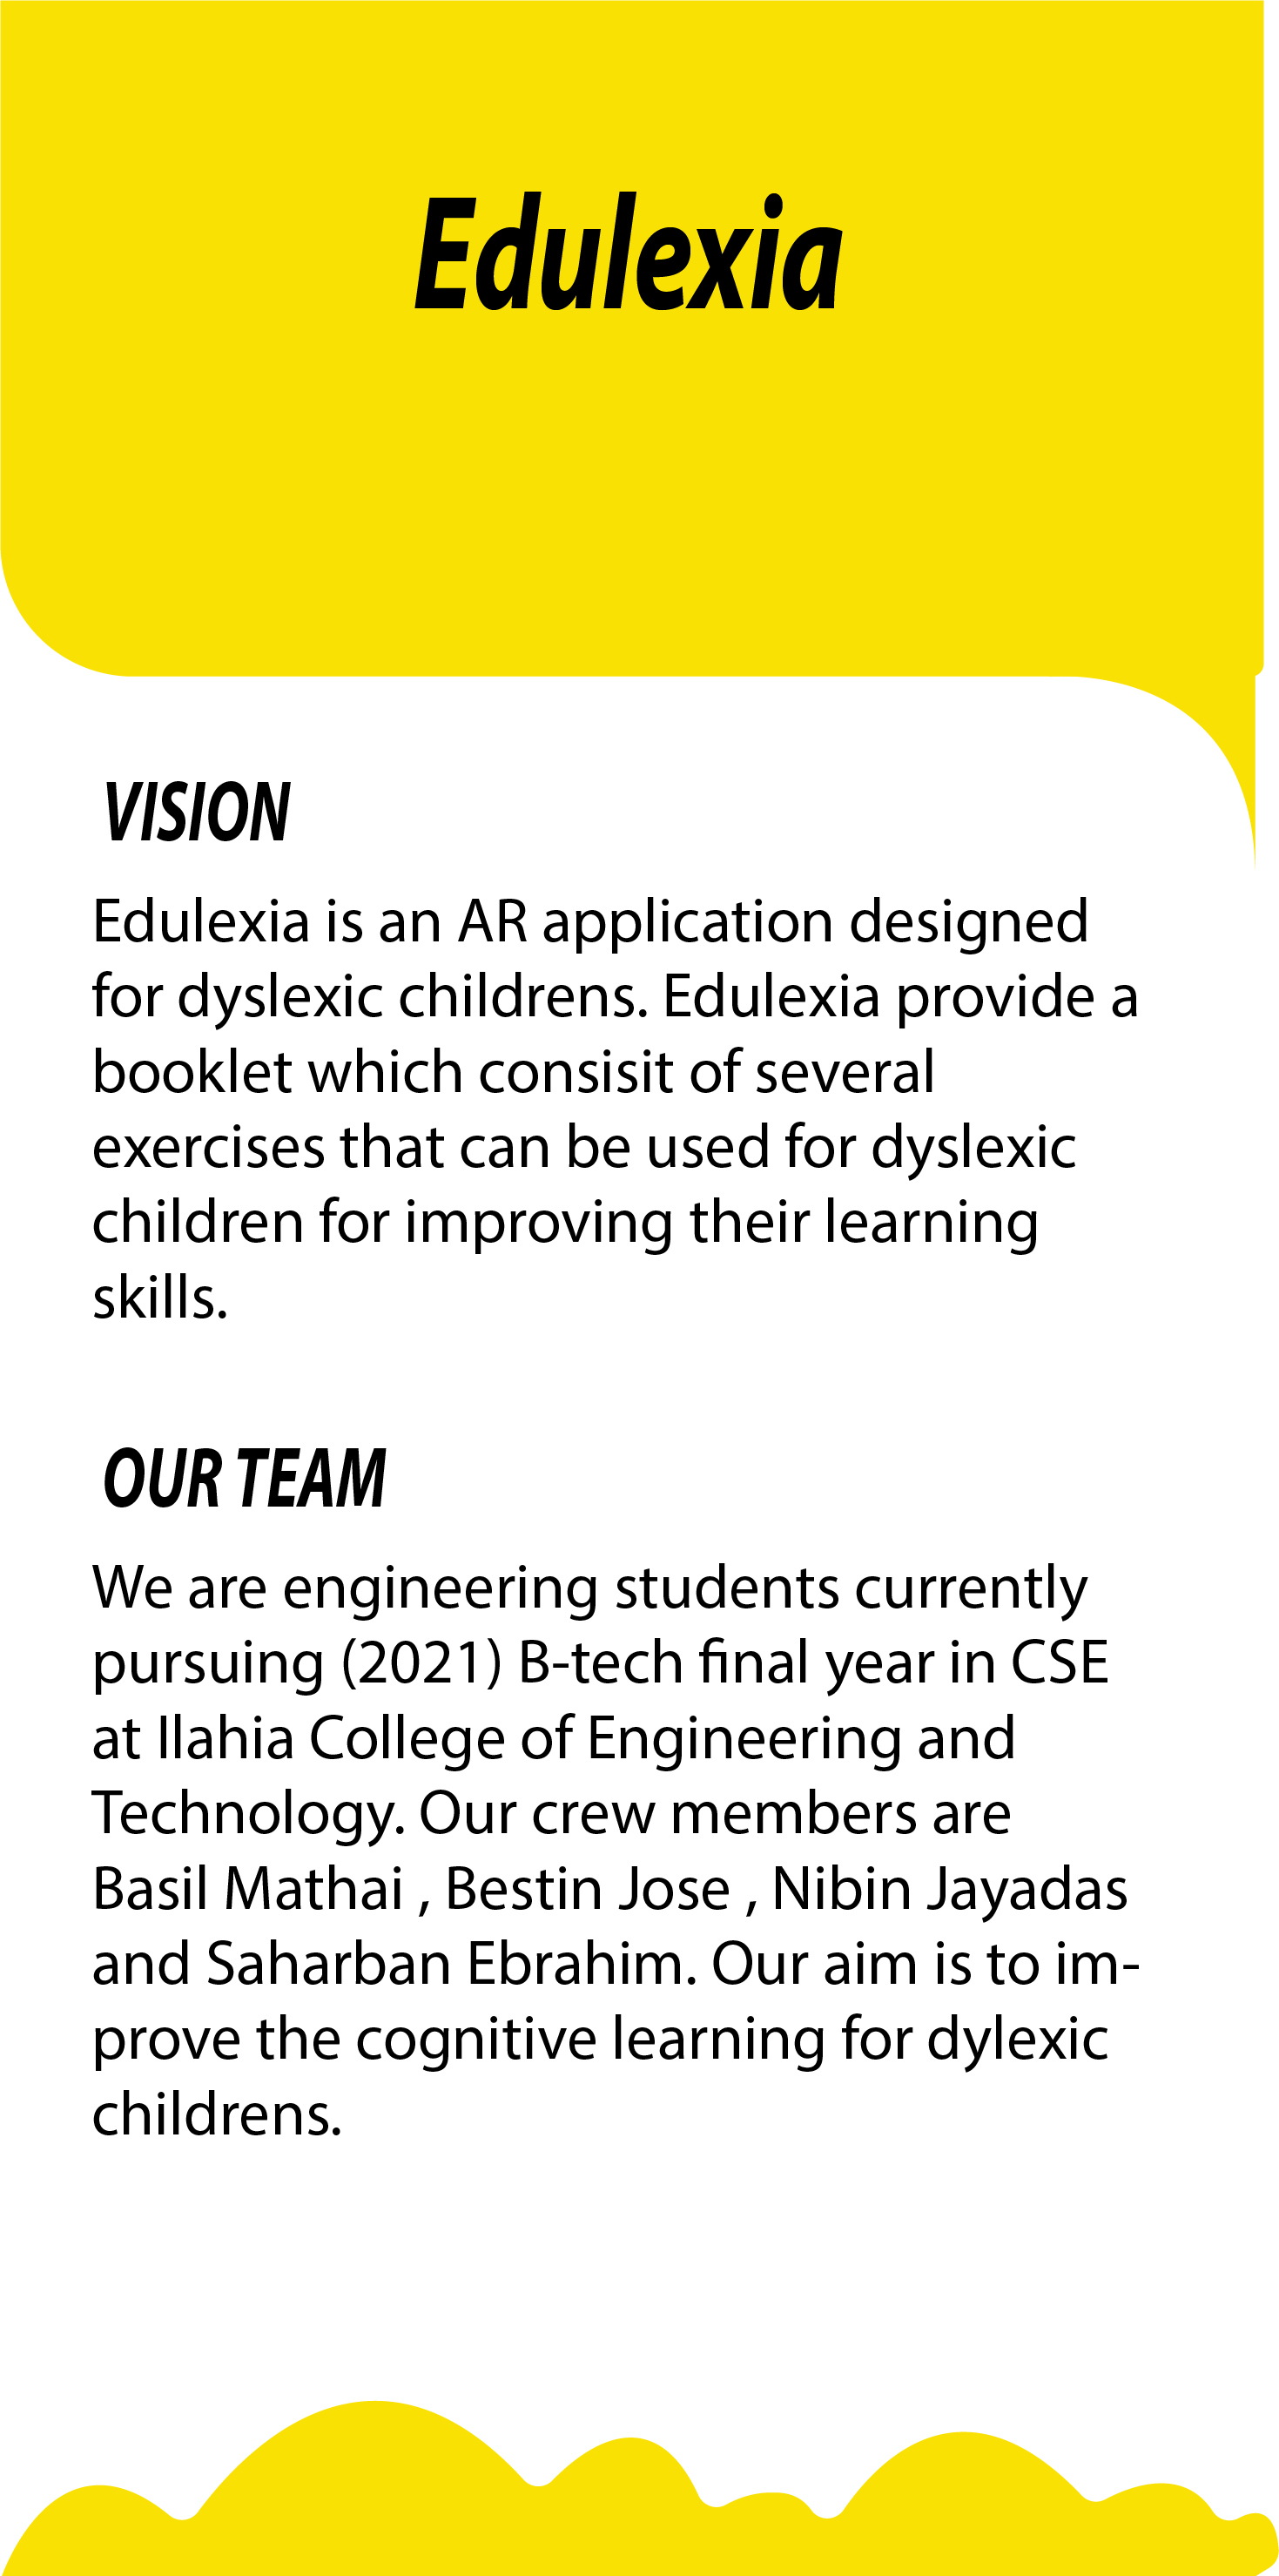 Edulexia
VISION
Edulexia is an AR application designed
for dyslexic childrens. Edulexia provide a
booklet which consisit of several
exercises that can be used for dyslexic
children for improving their learning
skills.
OUR TEAM
We are engineering students currently
pursuing (2021) B-tech final year in CSE
at Ilahia College of Engineering and
Technology. Our crew members are
Basil Mathai , Bestin Jose , Nibin Jayadas
and Saharban Ebrahim. Our aim is to im-
prove the cognitive learning for dylexic
childrens.